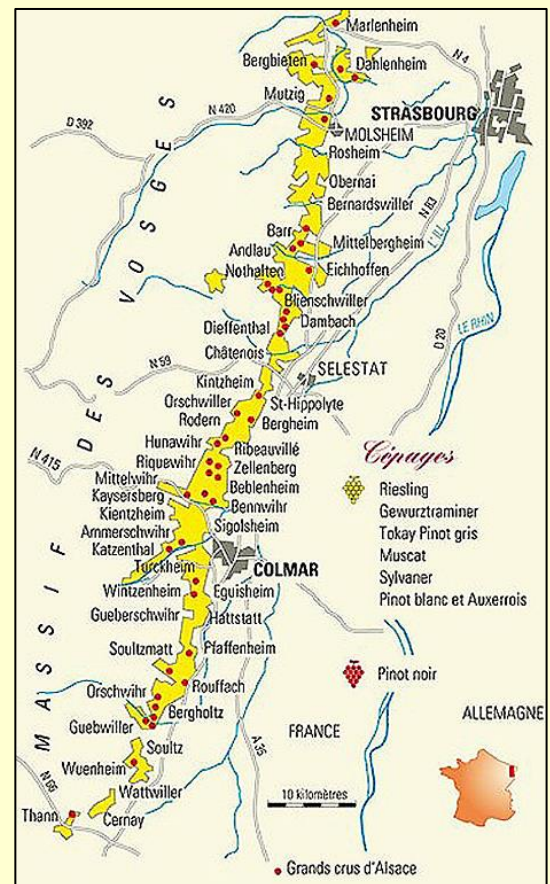 Marlenheim
N 4
Bergbieten
Dahlenheim
Mutzig
STRASBOURG
N 420
D 392
MOLSHEIM
Rosheim
Obernai
Bernardswiller
N 83
L'ILL
Barr
Mittelbergheim
Andlau
Nothalten
Eichhoffen
Blienschwiller
LE RHIN
Dieffenthal
Dambach
D 20
Châtenois
N 59
SELESTAT
Kintzheim
Orschwiller
St-Hippolyte
Rodern
Bergheim
Hunawihr
Ribeauvillé
Riquewihr
Zellenberg
N 415
Mittelwihr
Beblenheim
Kaysersberg
Bennwihr
Kientzheim
Sigolsheim
Ammerschwihr
Katzenthal
COLMAR
Turckheim
Wintzenheim
Eguisheim
Gueberschwihr
Hattstatt
Soultzmatt
Pfaffenheim
Orschwihr
Rouffach
Bergholtz
Guebwiller
Soultz
A 35
Wuenheim
N 66
Wattwiller
Thann
Cernay
MASSIF DES VOSGES
Cépages
Riesling
Gewurztraminer
Tokay Pinot gris
Muscat
Sylvaner
Pinot blanc et Auxerrois
Pinot noir
ALLEMAGNE
FRANCE
10 kilomètres
Grands crus d'Alsace